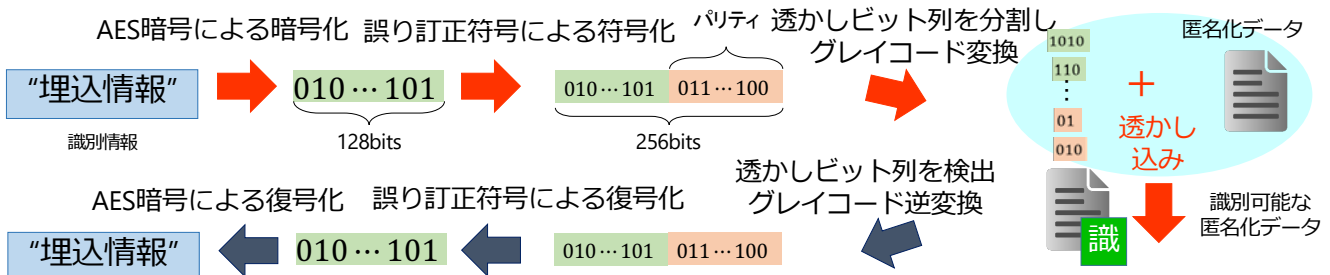 AES暗号による暗号化
誤り訂正符号による符号化
パリティ
透かしビット列を分割し
グレイコード変換
匿名化データ
“埋込情報”
010 ⋯ 101
010 ⋯ 101
011 ⋯ 100
1010
110
⋮
01
010
+
透かし
込み
識別情報
128bits
256bits
AES暗号による復号化
誤り訂正符号による復号化
透かしビット列を検出
グレイコード逆変換
識別可能な
匿名化データ
識
“埋込情報”
010 ⋯ 101
010 ⋯ 101
011 ⋯ 100